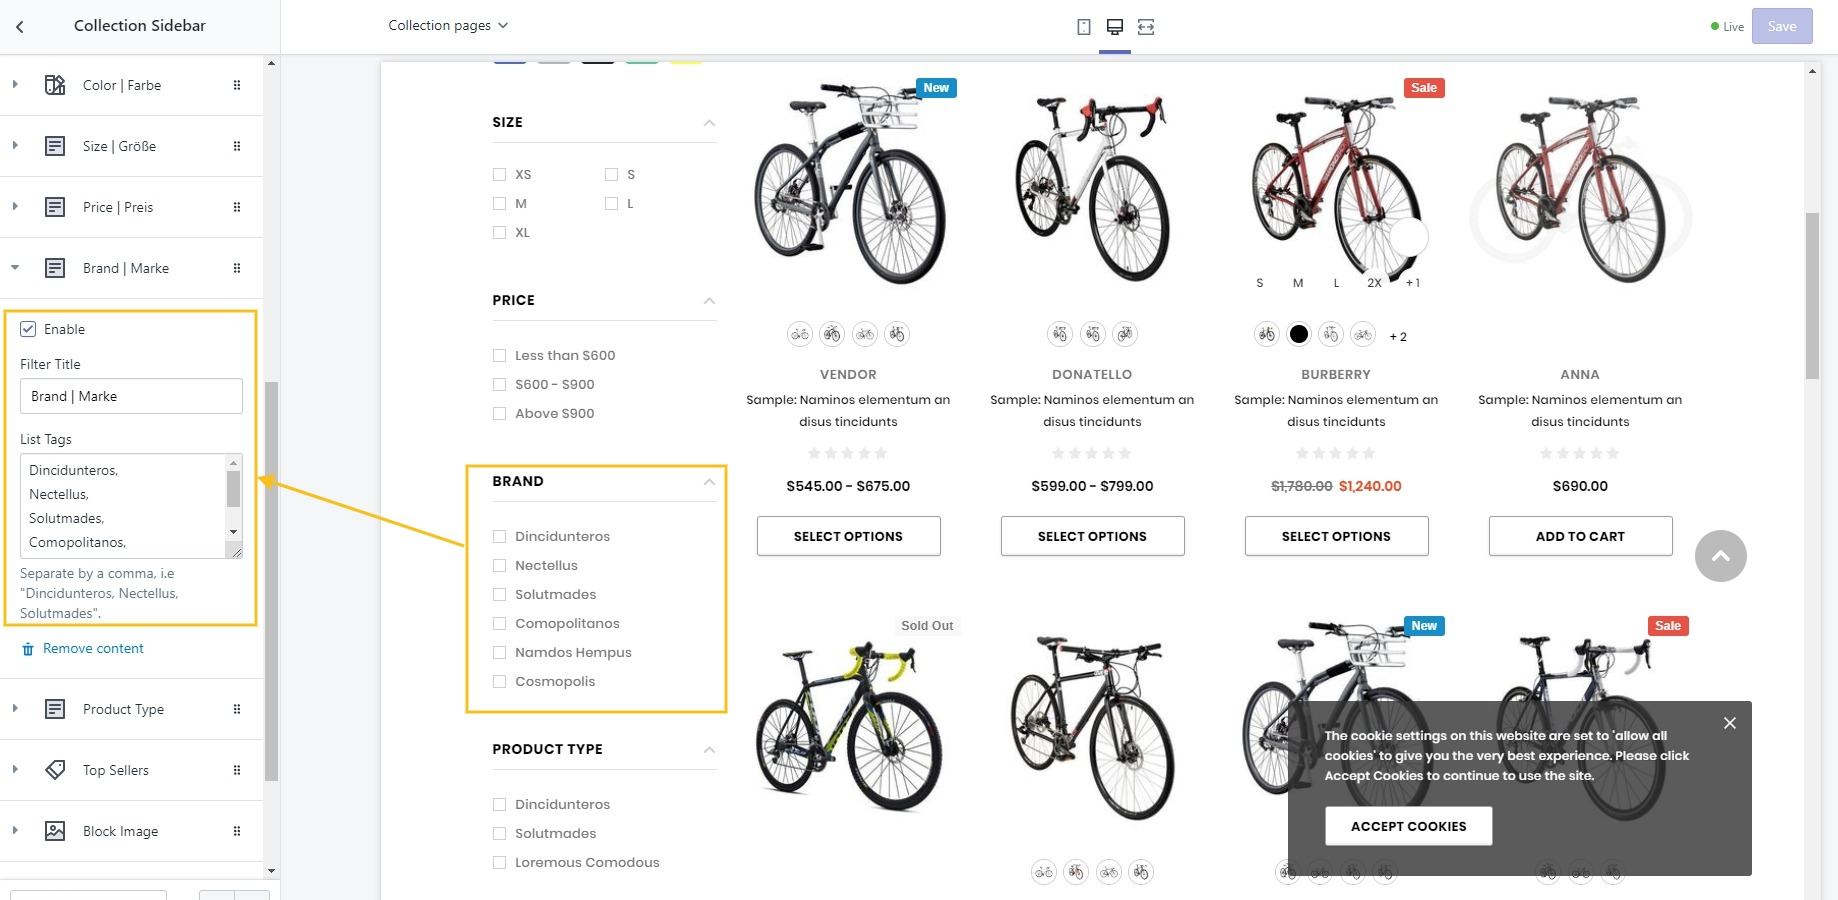 Collection Sidebar
Collection pages
Live
Save
Color | Farbe
Size | Größe
Price | Preis
Brand | Marke
Enable
Filter Title
Brand | Marke
List Tags
Dincidunteros,
Nectellus,
Solutmades,
Comopolitanos,
Separate by a comma, i.e
"Dincidunteros, Nectellus,
Solutmades".
Remove content
Product Type
Top Sellers
Block Image
SIZE
XS S
M L
XL
PRICE
Less than $600
$600 - $900
Above $900
BRAND
Dincidunteros
Nectellus
Solutmades
Comopolitanos
Namdos Hempus
Cosmopolis
PRODUCT TYPE
Dincidunteros
Solutmades
Loremous Comodous
New
VENDOR
Sample: Naminos elementum an
disus tincidunts
$545.00 - $675.00
SELECT OPTIONS
DONATELLO
Sample: Naminos elementum an
disus tincidunts
$599.00 - $799.00
SELECT OPTIONS
Sale
S M L 2X +1
+ 2
BURBERRY
Sample: Naminos elementum an
disus tincidunts
$1,780.00 $1,240.00
SELECT OPTIONS
ANNA
Sample: Naminos elementum an
disus tincidunts
$690.00
ADD TO CART
Sold Out
New
Sale
The cookie settings on this website are set to 'allow all
cookies' to give you the very best experience. Please click
Accept Cookies to continue to use the site.
ACCEPT COOKIES